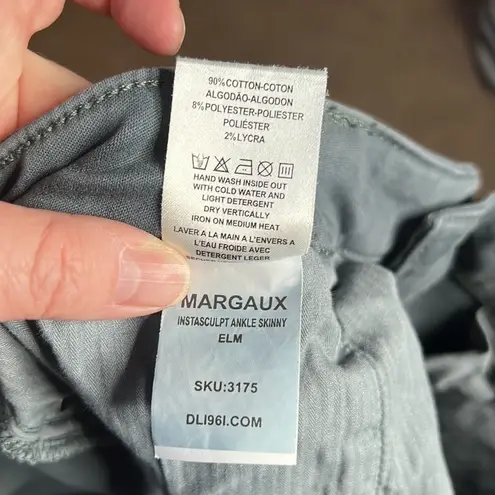 90%COTTON-COTON
ALGODÃO-ALGODON
8%POLYESTER-POLIESTER
POLIÉSTER
2%LYCRA
HAND WASH INSIDE OUT
WITH COLD WATER AND
LIGHT DETERGENT
DRY VERTICALLY
IRON ON MEDIUM HEAT
LAVER A LA MAIN A L'ENVERS A
L'EAU FROIDE AVEC
DETERGENT LEGER
MARGAUX
INSTASCULPT ANKLE SKINNY
ELM
SKU:3175
DLI96I.COM